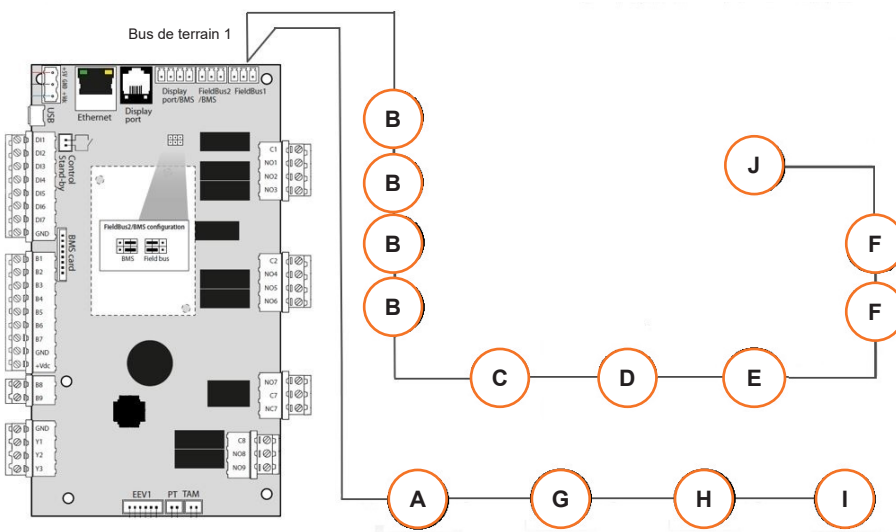 Bus de terrain 1
+5V GND +Vdc
USB
Ethernet
Display
port
Display
port/BMS
FieldBus2
/BMS
FieldBus1
Control
Stand-by
DI1
DI2
DI3
DI4
DI5
DI6
DI7
GND
BMS card
FieldBus2/BMS configuration
BMS
Field bus
B1
B2
B3
B4
B5
B6
B7
GND
+Vdc
B8
B9
GND
Y1
Y2
Y3
C1
NO1
NO2
NO3
C2
NO4
NO5
NO6
NO7
C7
NC7
C8
NO8
NO9
EEV1
PT
TAM
B
B
B
B
C
D
E
F
F
J
A
G
H
I